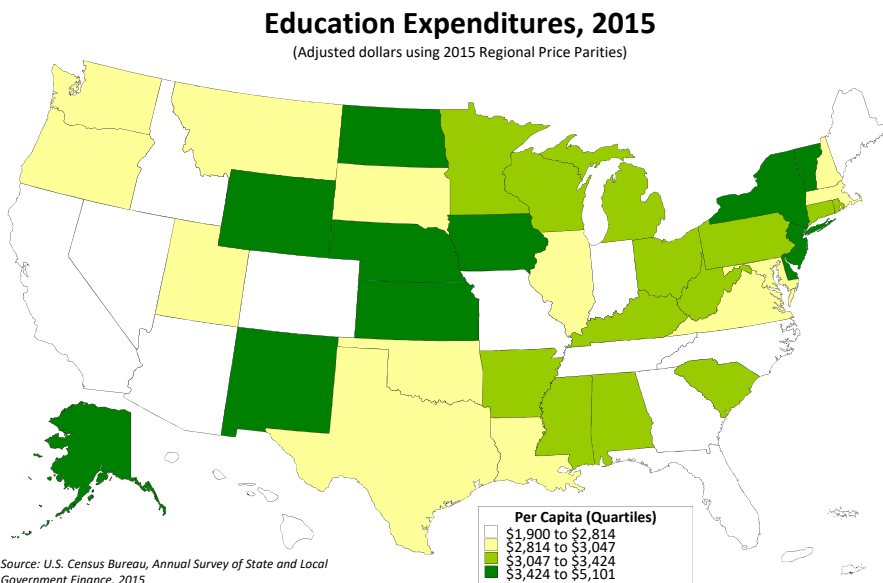 Education Expenditures, 2015
(Adjusted dollars using 2015 Regional Price Parities)
Per Capita (Quartiles)
$1,900 to $2,814
$2,814 to $3,047
$3,047 to $3,424
$3,424 to $5,101
Source: U.S. Census Bureau, Annual Survey of State and Local
Government Finance, 2015